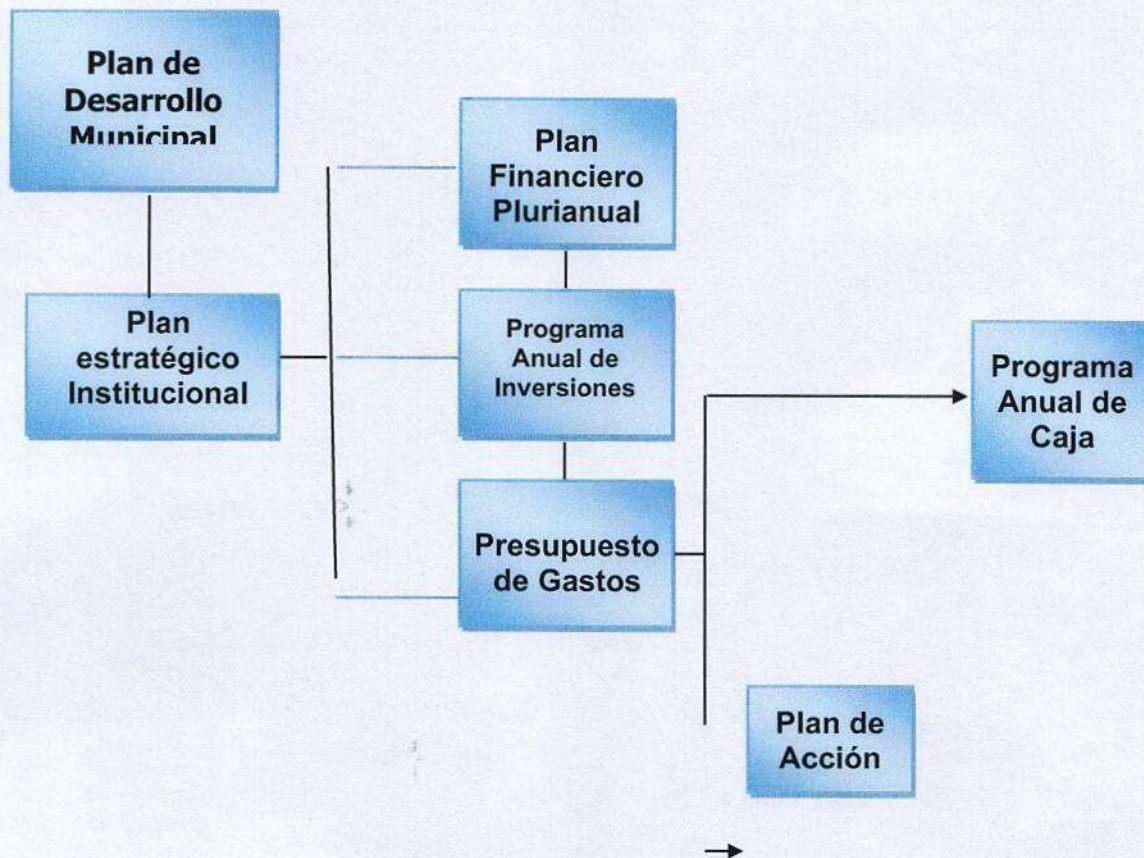 Plan de
Desarrollo
Municipal
Plan
Financiero
Plurianual
Plan
estratégico
Institucional
Programa
Anual de
Inversiones
Programa
Anual de
Caja
Presupuesto
de Gastos
Plan de
Acción